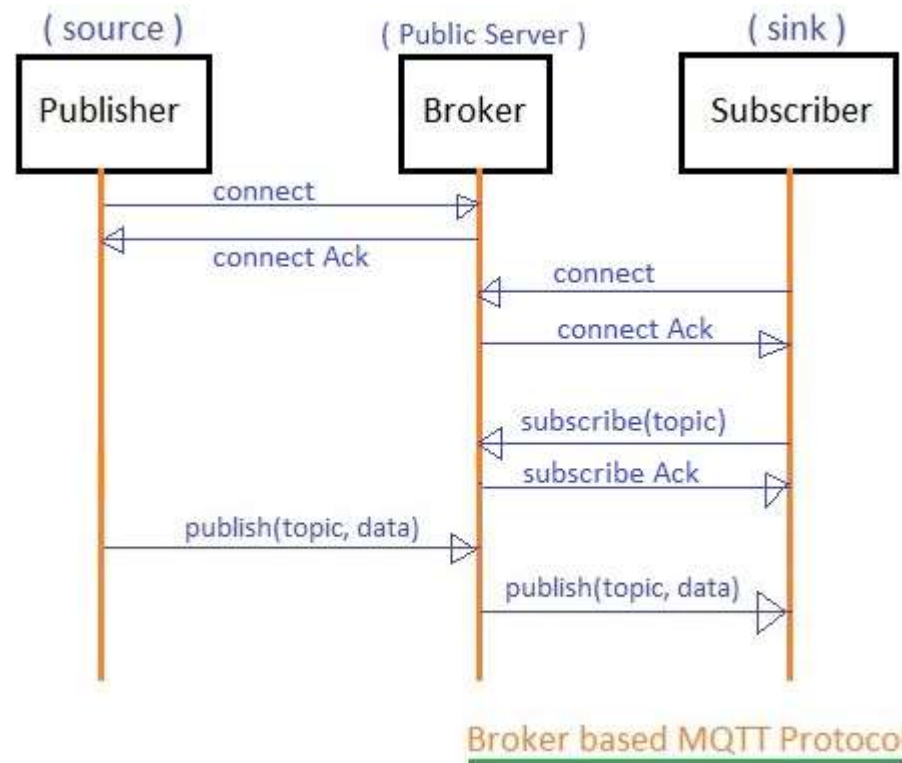 ( source )
( Public Server )
( sink )
Publisher
Broker
Subscriber
connect
connect Ack
connect
connect Ack
subscribe(topic)
subscribe Ack
publish(topic, data)
publish(topic, data)
Broker based MQTT Protoco